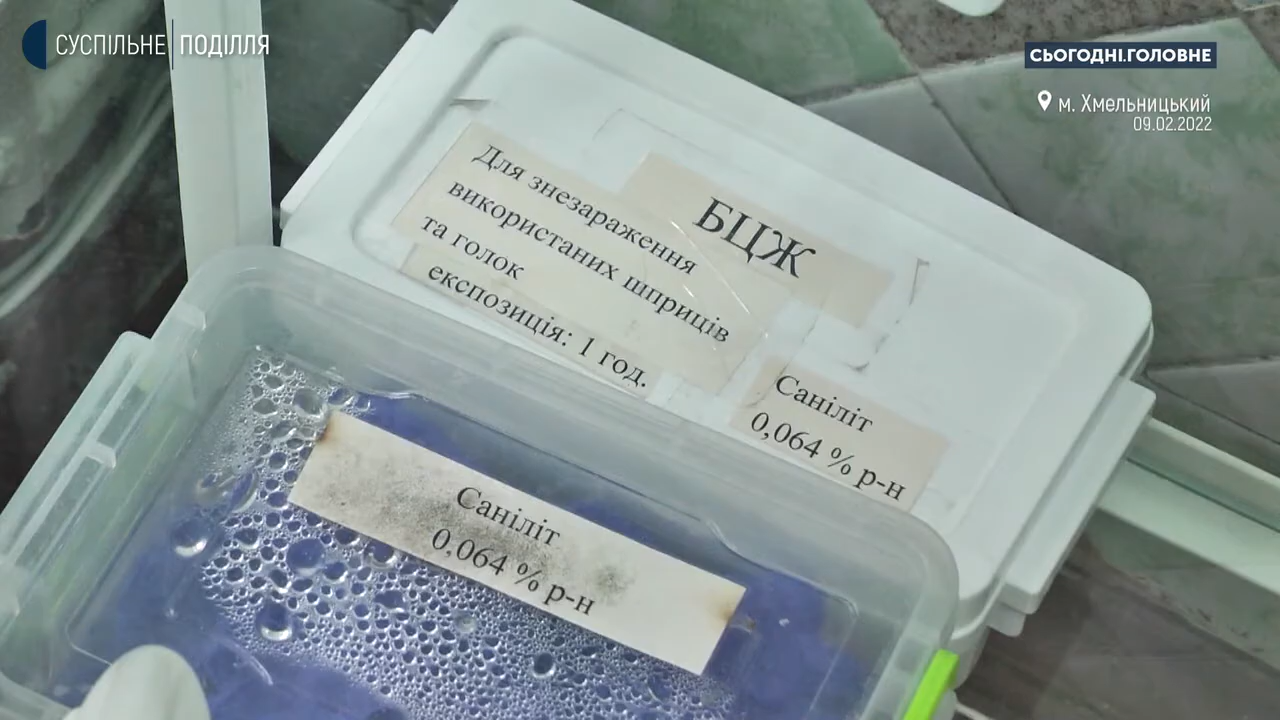 СУСПІЛЬНЕ ПОДІЛЛЯ
СЬОГОДНІ.ГОЛОВНЕ
м. Хмельницький
09.02.2022
БЦЖ
Для знезараження
використаних шприців
та голок
експозиція: 1 год.
Саніліт
0,064 % р-н
Саніліт
0,064 % р-н